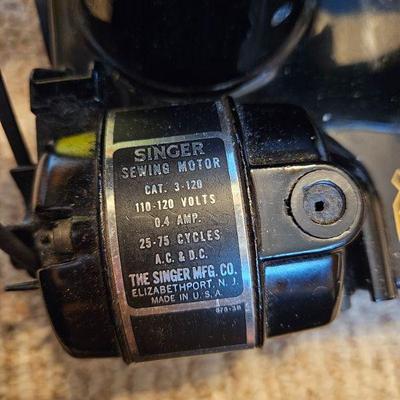 SINGER
SEWING MOTOR
CAT. 3-120
110-120 VOLTS
0.4 AMP.
25-75 CYCLES
A.C. & D.C.
THE SINGER MFG. CO.
ELIZABETHPORT, N. J.
MADE IN U. S. A.